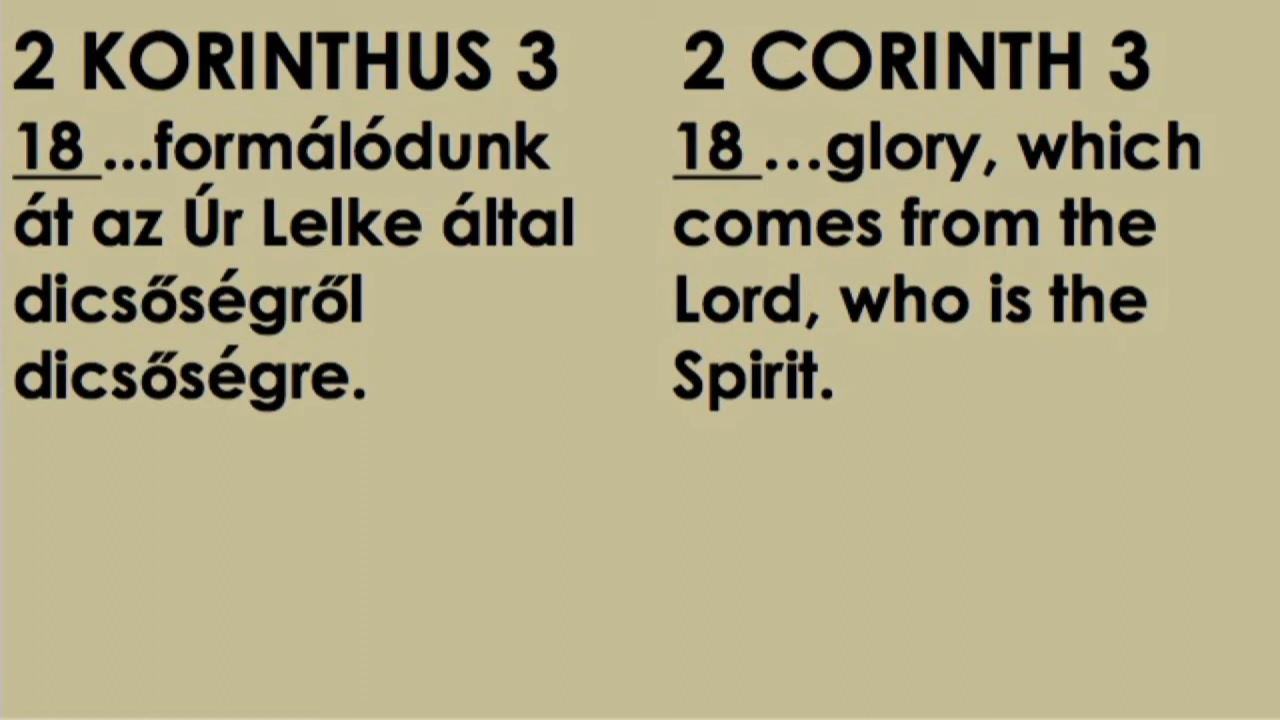 2 KORINTHUS 3
18 ...formálódunk
át az Úr Lelke által
dicsőségről
dicsőségre.
2 CORINTH 3
18 …glory, which
comes from the
Lord, who is the
Spirit.